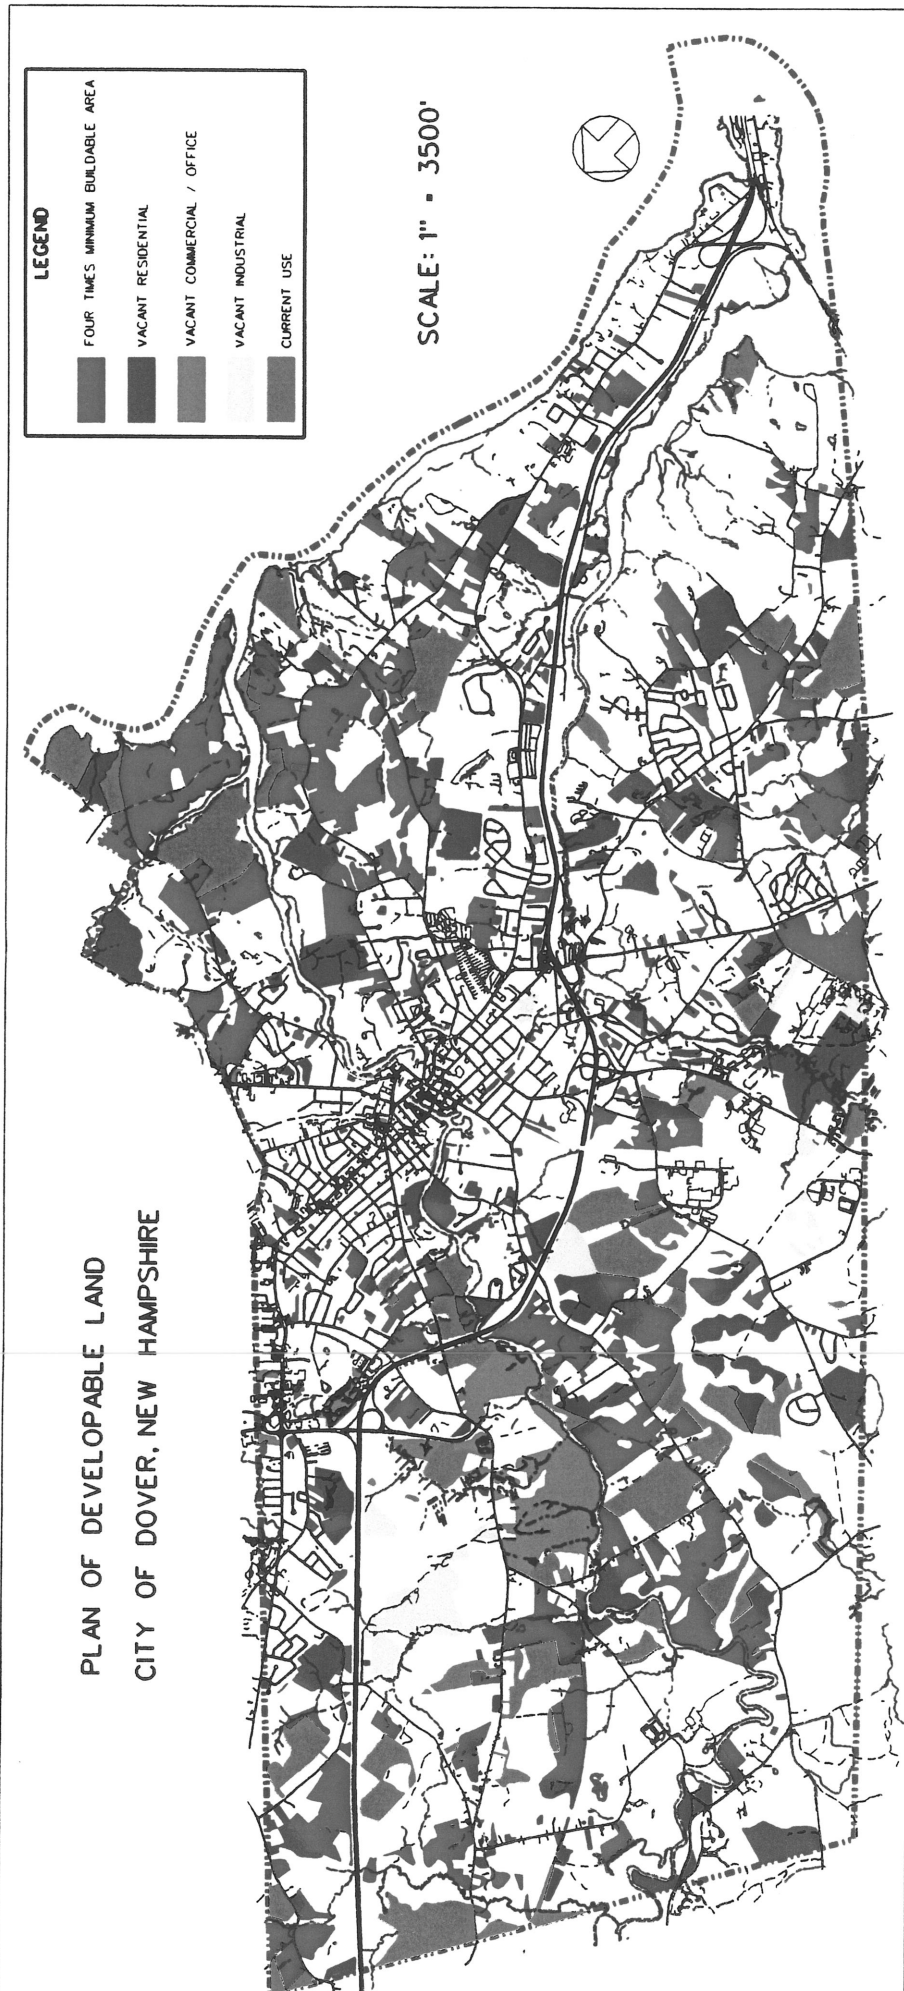 PLAN OF DEVELOPABLE LAND
CITY OF DOVER, NEW HAMPSHIRE
LEGEND
FOUR TIMES MINIMUM BUILDABLE AREA
VACANT RESIDENTIAL
VACANT COMMERCIAL / OFFICE
VACANT INDUSTRIAL
CURRENT USE
SCALE: 1" = 3500'